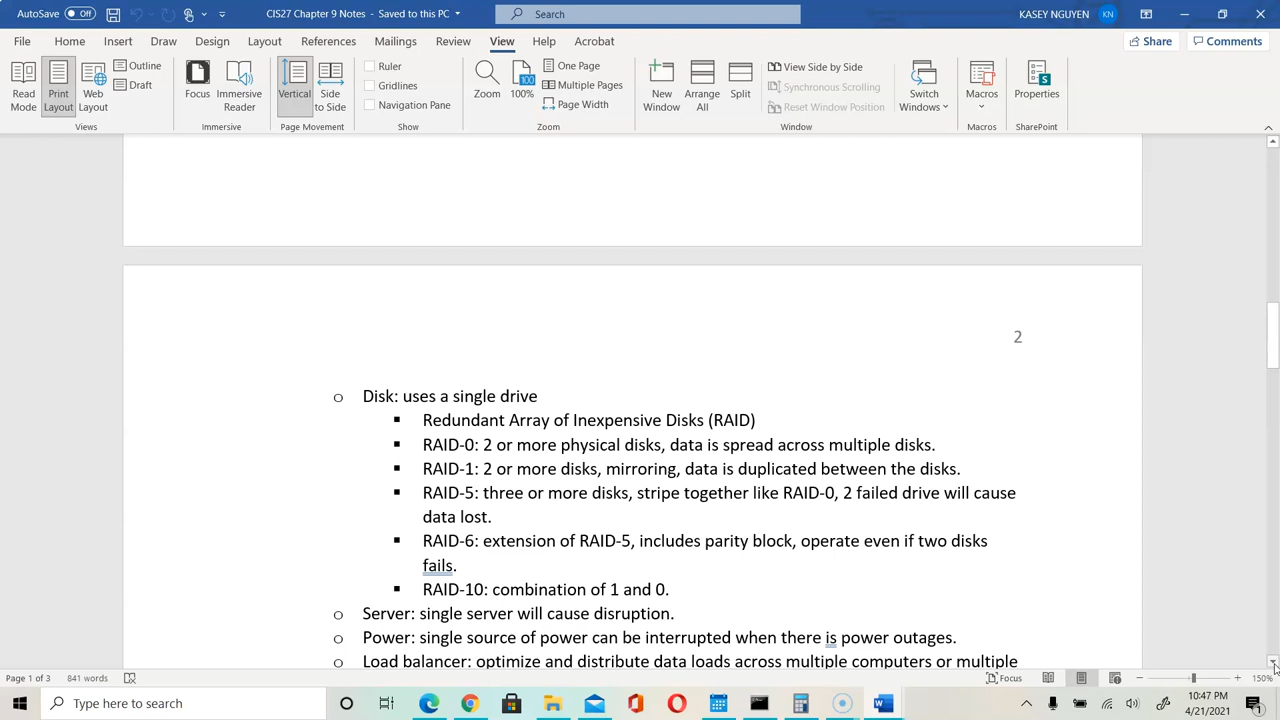 AutoSave Off CIS27 Chapter 9 Notes Search KASEY NGUYEN KN
File Home Insert Draw Design Layout References Mailings Review View Help Acrobat Share Comments
Read Mode Print Layout Web Layout Outline Draft Focus Immersive Reader Vertical Side to Side Ruler Gridlines Navigation Pane Zoom 100 100% One Page Multiple Pages Page Width New Window Arrange All Split View Side by Side Synchronous Scrolling Reset Window Position Switch Windows Macros Properties
Views Immersive Page Movement Show Zoom Window Macros SharePoint
2
o Disk: uses a single drive
▪ Redundant Array of Inexpensive Disks (RAID)
▪ RAID-0: 2 or more physical disks, data is spread across multiple disks.
▪ RAID-1: 2 or more disks, mirroring, data is duplicated between the disks.
▪ RAID-5: three or more disks, stripe together like RAID-0, 2 failed drive will cause
data lost.
▪ RAID-6: extension of RAID-5, includes parity block, operate even if two disks
fails.
▪ RAID-10: combination of 1 and 0.
o Server: single server will cause disruption.
o Power: single source of power can be interrupted when there is power outages.
o Load balancer: optimize and distribute data loads across multiple computers or multiple
Page 1 of 3 841 words Focus 150%
Type here to search 10:47 PM
4/21/2021